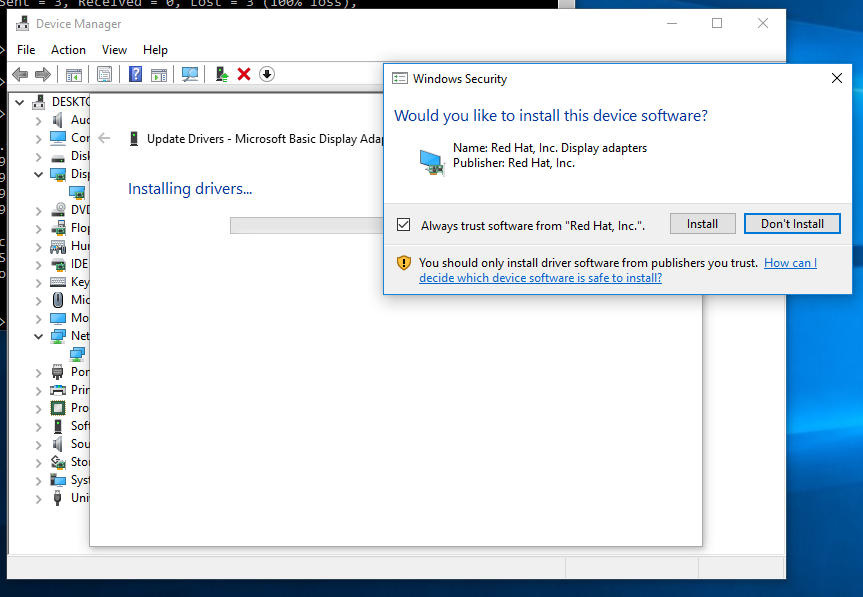 Sent = 3, Received = 0, Lost = 3 (100% loss),
Device Manager
File Action View Help
DESKTO
Aud
Cor
Disk
Disp
DVD
Flop
Hur
IDE
Key
Mic
Mo
Net
Por
Prin
Pro
Soft
Sou
Stor
Syst
Uni
Update Drivers - Microsoft Basic Display Adap
Installing drivers...
Windows Security
Would you like to install this device software?
Name: Red Hat, Inc. Display adapters
Publisher: Red Hat, Inc.
Always trust software from "Red Hat, Inc.".
Install
Don't Install
You should only install driver software from publishers you trust. How can I
decide which device software is safe to install?